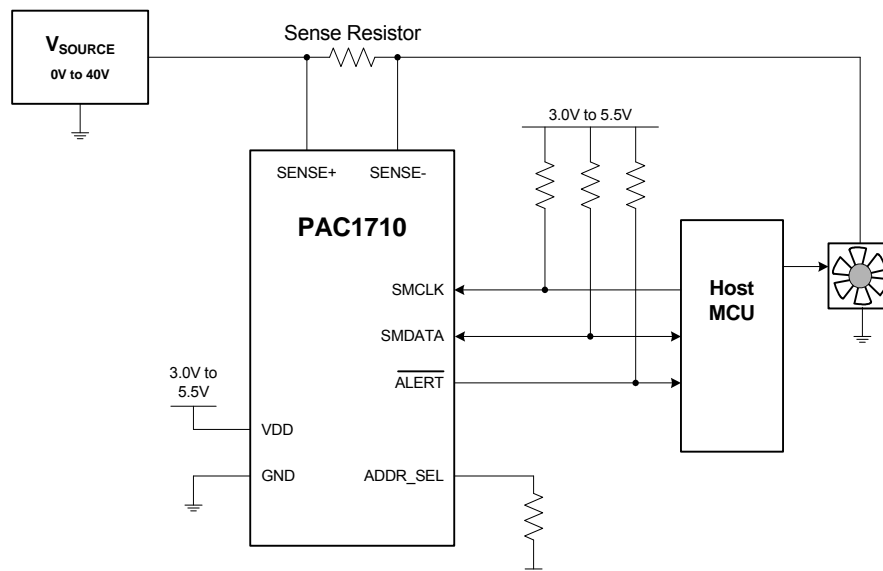 VSOURCE
0V to 40V
Sense Resistor
3.0V to 5.5V
SENSE+
SENSE-
PAC1710
SMCLK
SMDATA
ALERT
Host
MCU
3.0V to
5.5V
VDD
GND
ADDR_SEL